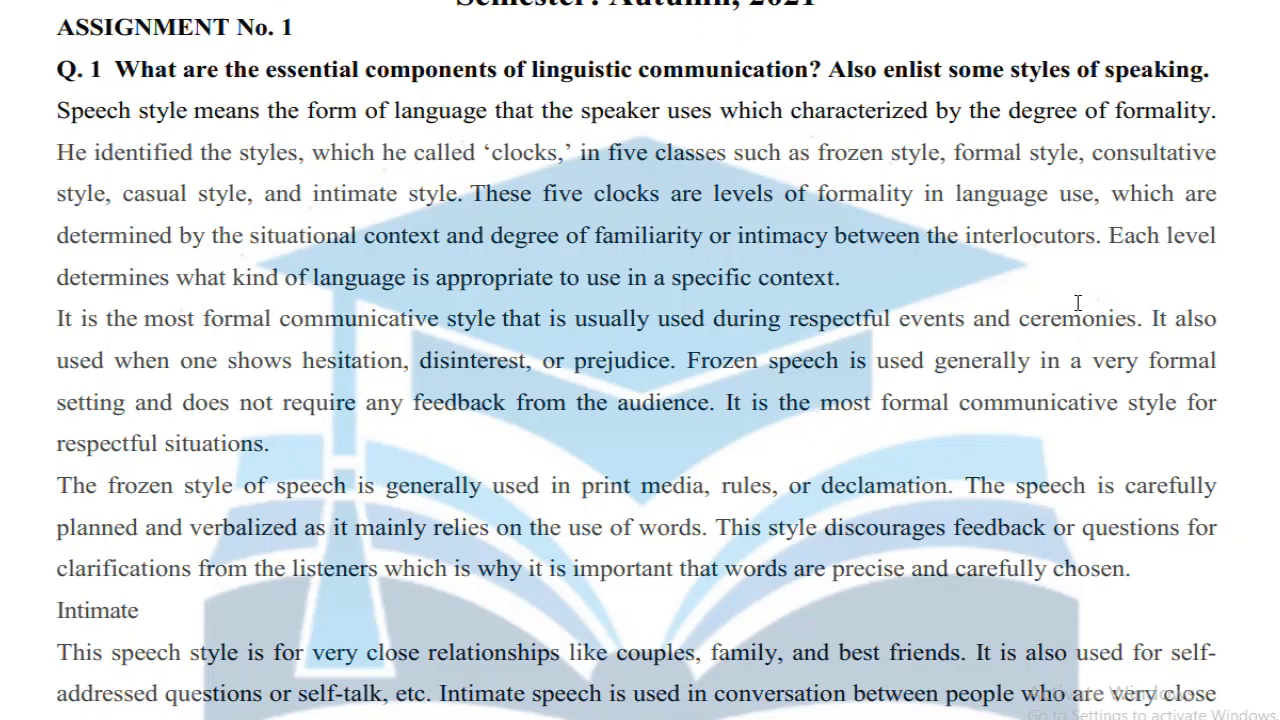 Semester: Autumn, 2021
ASSIGNMENT No. 1
Q. 1 What are the essential components of linguistic communication? Also enlist some styles of speaking.
Speech style means the form of language that the speaker uses which characterized by the degree of formality.
He identified the styles, which he called ‘clocks,’ in five classes such as frozen style, formal style, consultative
style, casual style, and intimate style. These five clocks are levels of formality in language use, which are
determined by the situational context and degree of familiarity or intimacy between the interlocutors. Each level
determines what kind of language is appropriate to use in a specific context.
It is the most formal communicative style that is usually used during respectful events and ceremonies. It also
used when one shows hesitation, disinterest, or prejudice. Frozen speech is used generally in a very formal
setting and does not require any feedback from the audience. It is the most formal communicative style for
respectful situations.
The frozen style of speech is generally used in print media, rules, or declamation. The speech is carefully
planned and verbalized as it mainly relies on the use of words. This style discourages feedback or questions for
clarifications from the listeners which is why it is important that words are precise and carefully chosen.
Intimate
This speech style is for very close relationships like couples, family, and best friends. It is also used for self-
addressed questions or self-talk, etc. Intimate speech is used in conversation between people who are very close
Activate Windows
Go to Settings to activate Windows.